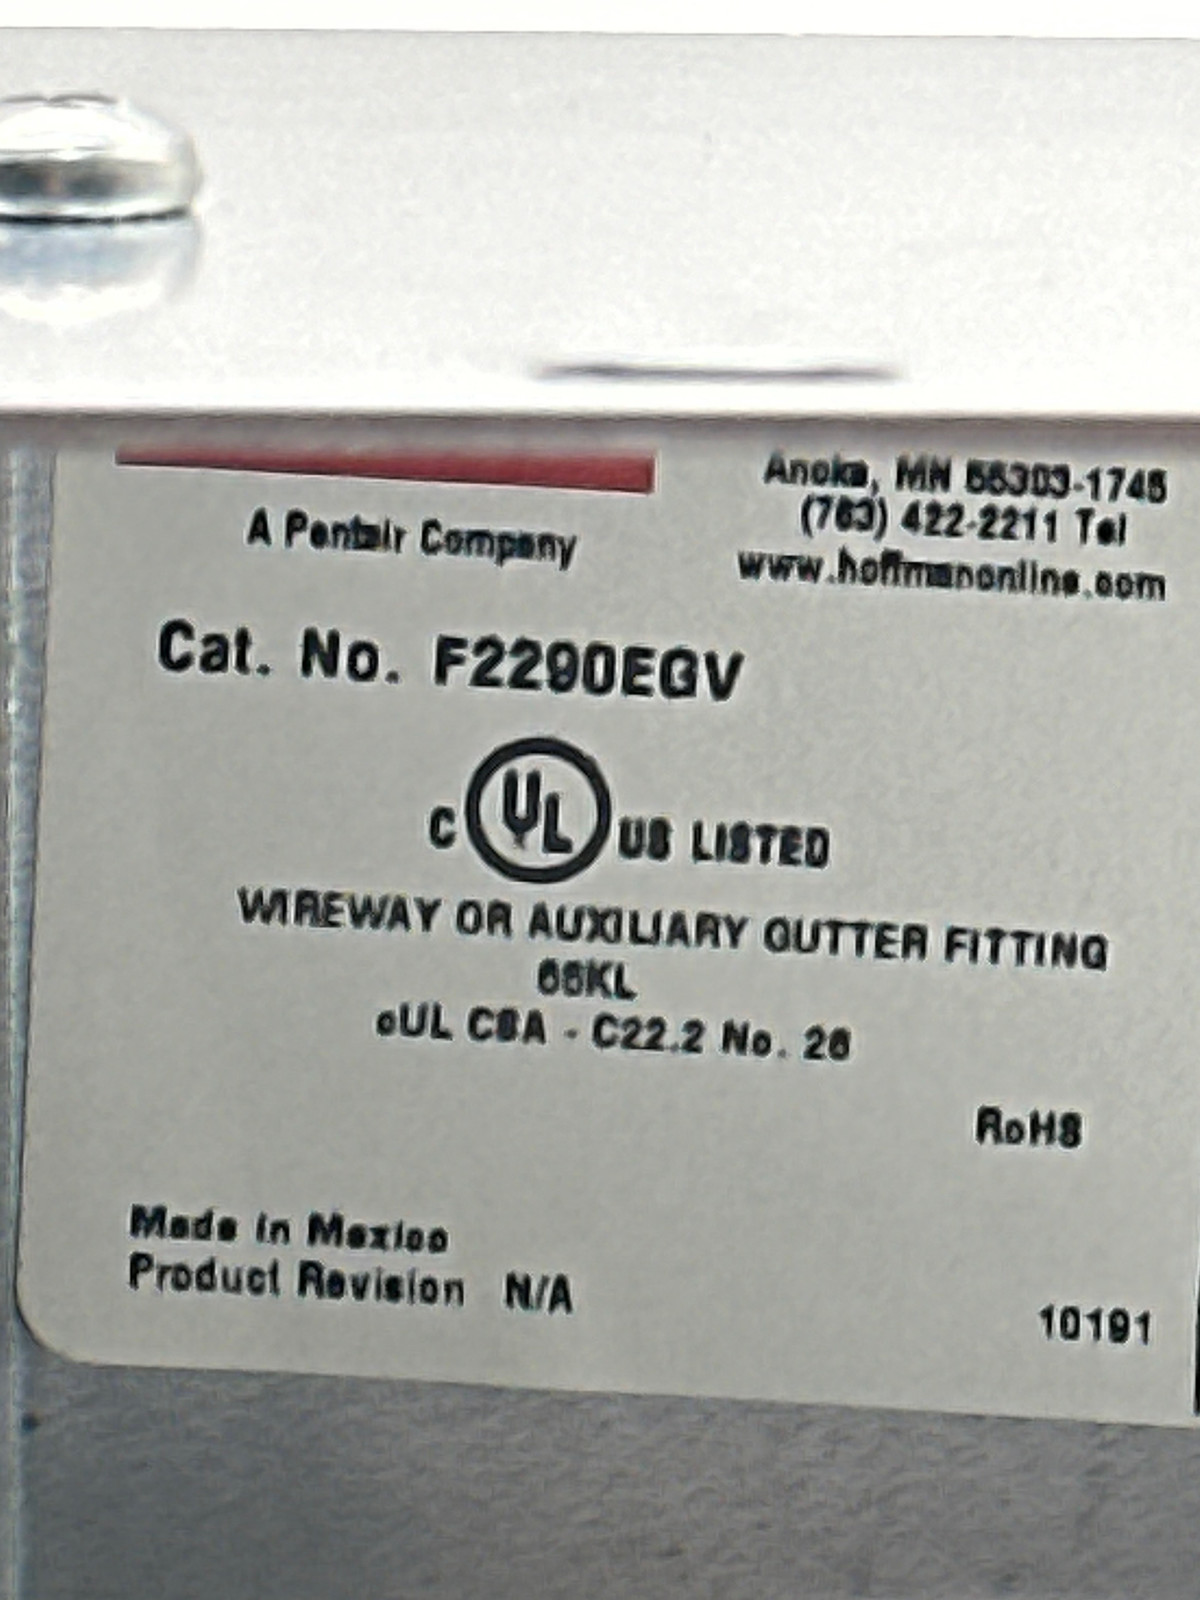 Anoka, MN 55303-1745
(763) 422-2211 Tel
www.hoffmanonline.com
A Pentair Company
Cat. No. F2290EGV
C UL US LISTED
WIREWAY OR AUXILIARY GUTTER FITTING
66KL
cUL CSA - C22.2 No. 26
RoHS
Made in Mexico
Product Revision N/A
10191